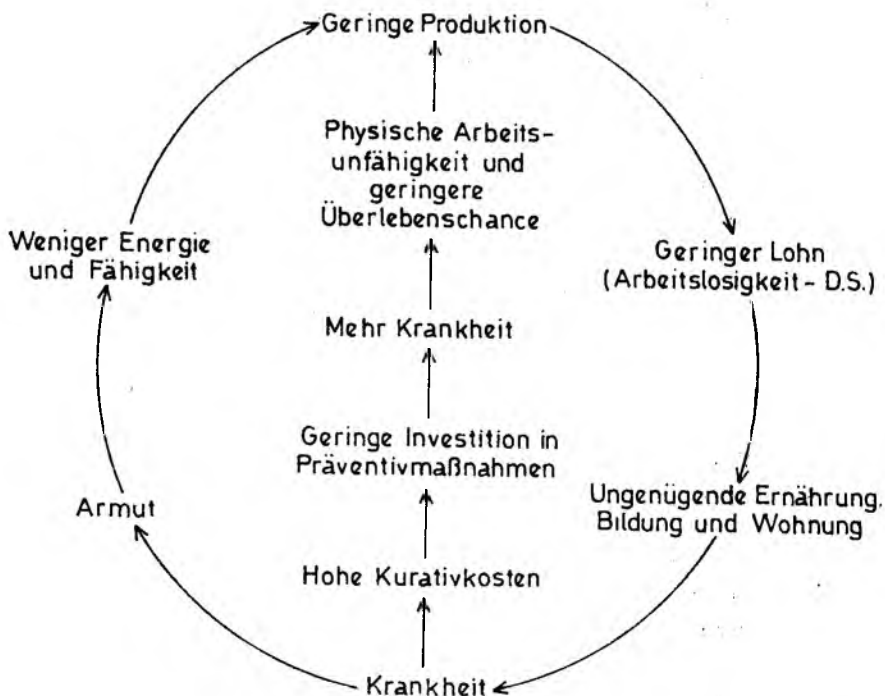 Geringe Produktion
Physische Arbeits-
unfähigkeit und
geringere
Überlebenschance
Weniger Energie
und Fähigkeit
Geringer Lohn
(Arbeitslosigkeit - D.S.)
Mehr Krankheit
Geringe Investition in
Präventivmaßnahmen
Ungenügende Ernährung,
Bildung und Wohnung
Armut
Hohe Kurativkosten
Krankheit